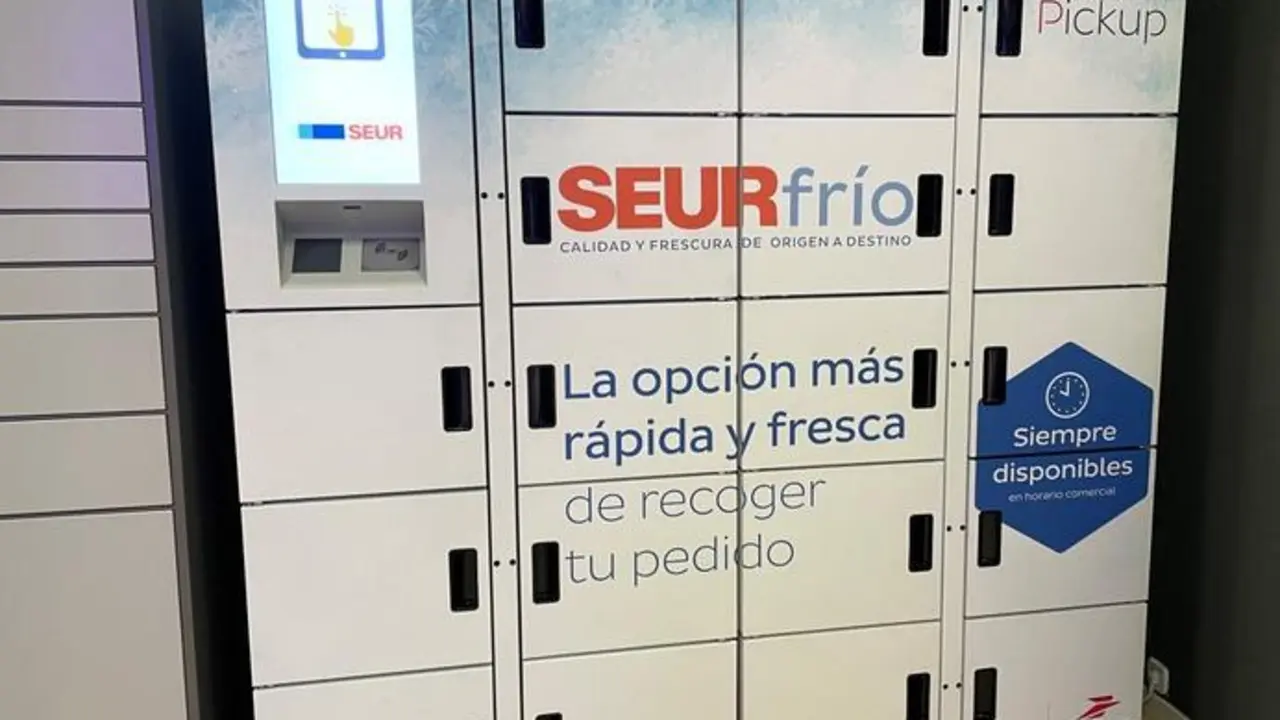 Pickup
SEUR
SEURfrío
CALIDAD Y FRESCURA DE ORIGEN A DESTINO
La opción más
rápida y fresca
de recoger
tu pedido
Siempre
disponibles
en horario comercial